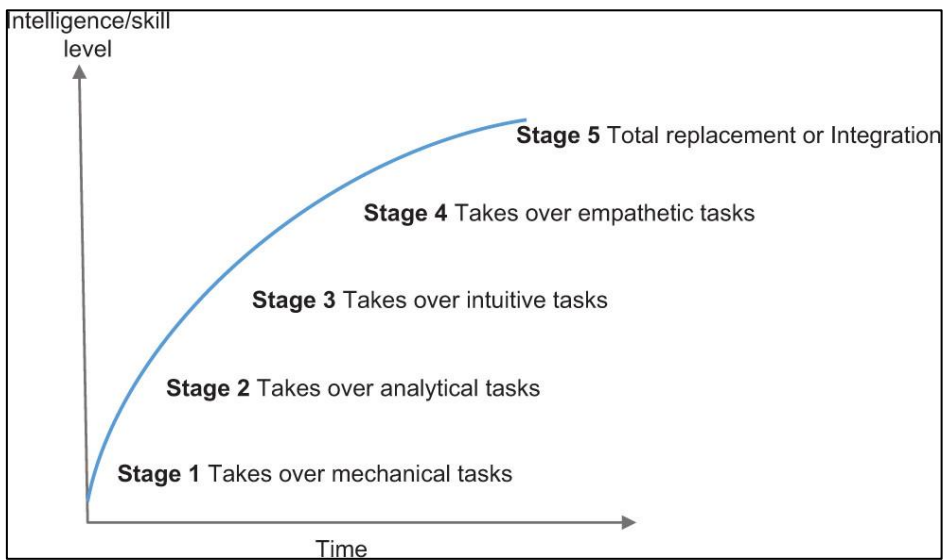 Intelligence/skill
level
Stage 5 Total replacement or Integration
Stage 4 Takes over empathetic tasks
Stage 3 Takes over intuitive tasks
Stage 2 Takes over analytical tasks
Stage 1 Takes over mechanical tasks
Time